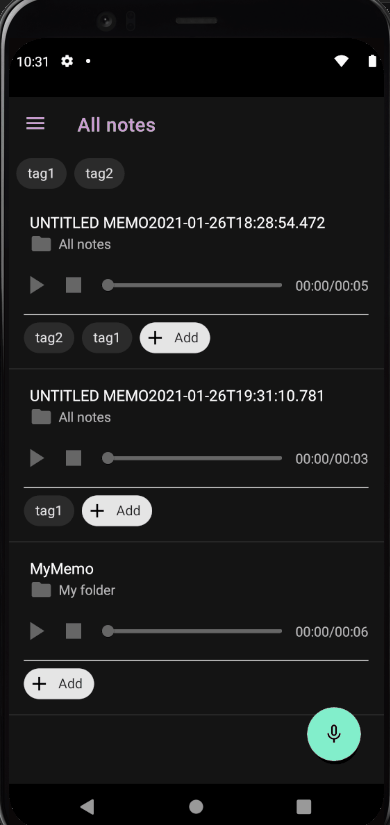 10:31
All notes
tag1 tag2
UNTITLED MEMO2021-01-26T18:28:54.472
All notes
00:00/00:05
tag2 tag1 + Add
UNTITLED MEMO2021-01-26T19:31:10.781
All notes
00:00/00:03
tag1 + Add
MyMemo
My folder
00:00/00:06
+ Add